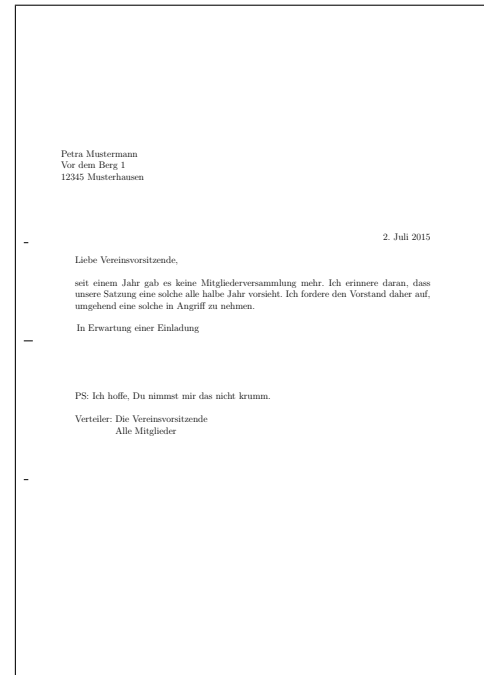 Petra Mustermann
Vor dem Berg 1
12345 Musterhausen
2. Juli 2015
Liebe Vereinsvorsitzende,
seit einem Jahr gab es keine Mitgliederversammlung mehr. Ich erinnere daran, dass
unsere Satzung eine solche alle halbe Jahr vorsieht. Ich fordere den Vorstand daher auf,
umgehend eine solche in Angriff zu nehmen.
In Erwartung einer Einladung
PS: Ich hoffe, Du nimmst mir das nicht krumm.
Verteiler: Die Vereinsvorsitzende
Alle Mitglieder